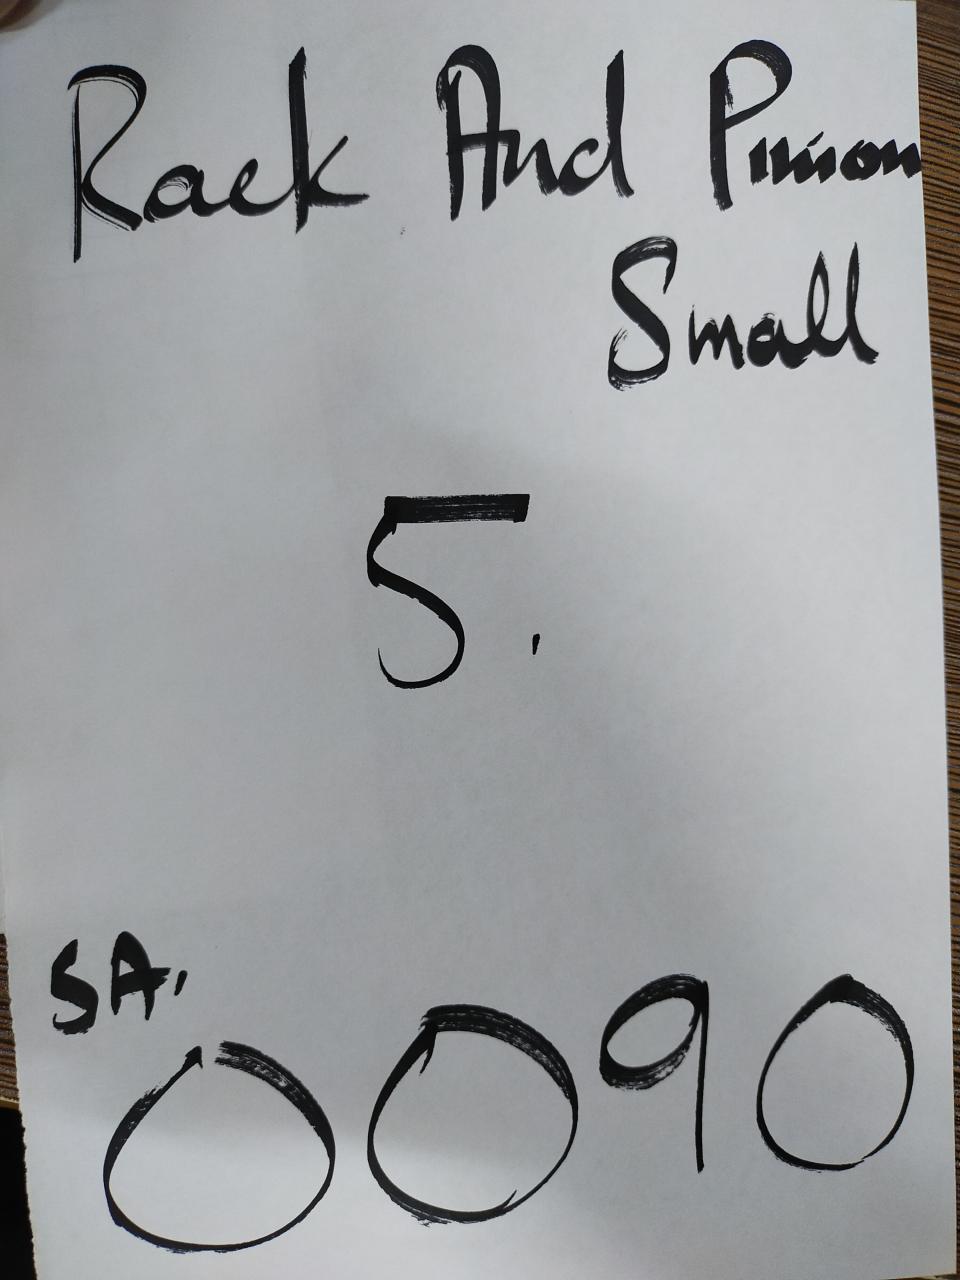 Rack And Pinion
Small
5.
SA,
0090